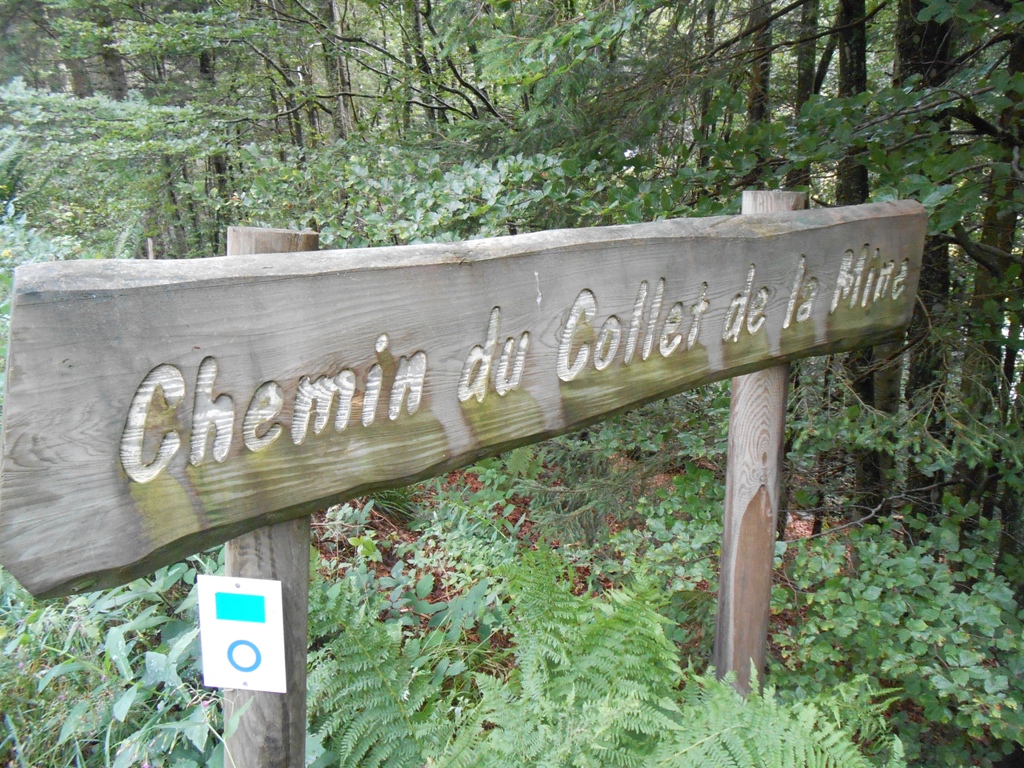 Chemin du Collet de la Mine